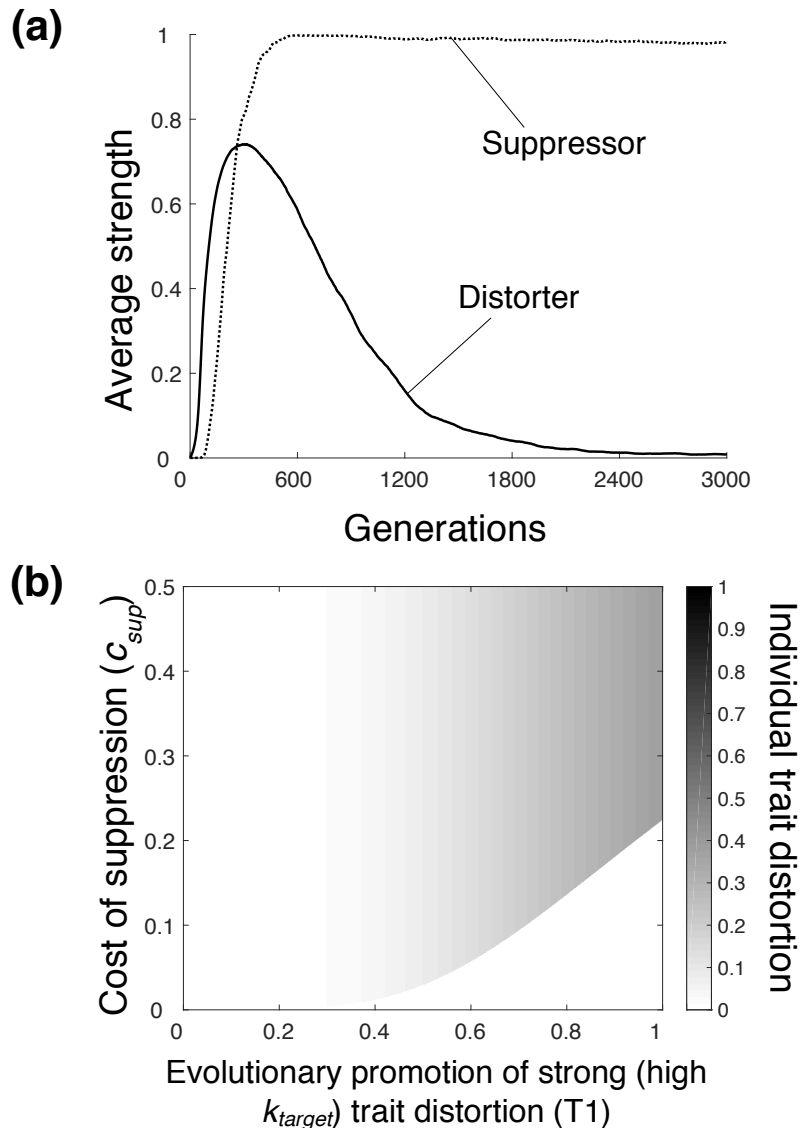 (a)
Average strength
1
0.8
0.6
0.4
0.2
0
Suppressor
Distorter
0 600 1200 1800 2400 3000
Generations
(b)
Cost of suppression (c_sup)
0.5
0.4
0.3
0.2
0.1
0
0 0.2 0.4 0.6 0.8 1
Evolutionary promotion of strong (high
k_target) trait distortion (T1)
1
0.9
0.8
0.7
0.6
0.5
0.4
0.3
0.2
0.1
0
Individual trait distortion